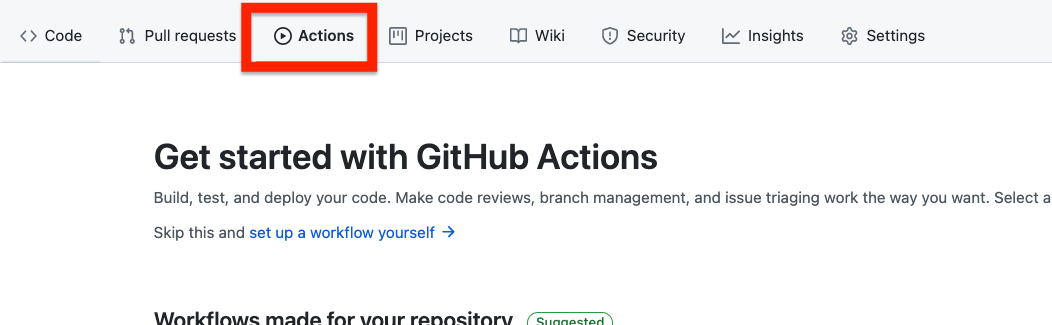 Code Pull requests Actions Projects Wiki Security Insights Settings
Get started with GitHub Actions
Build, test, and deploy your code. Make code reviews, branch management, and issue triaging work the way you want. Select a
Skip this and set up a workflow yourself →
Workflows made for your repository Suggested